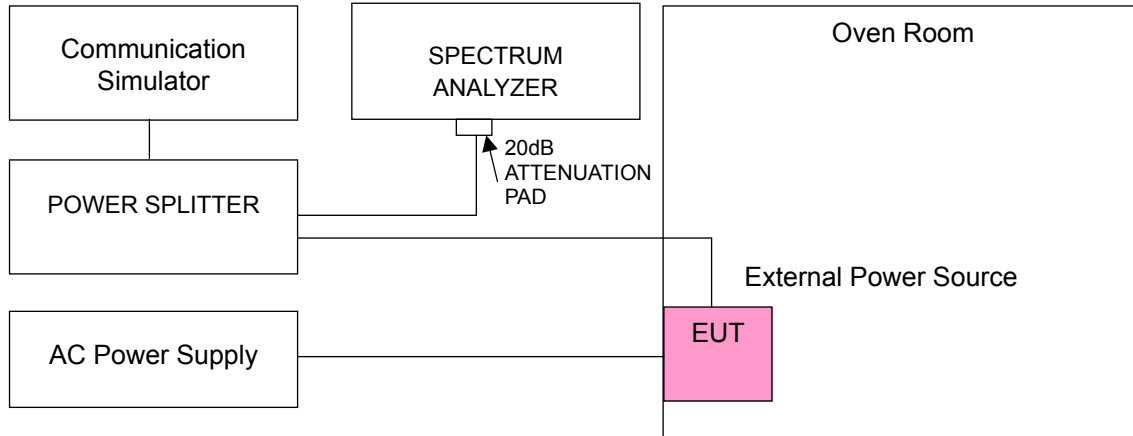 Communication
Simulator
SPECTRUM
ANALYZER
Oven Room
20dB
ATTENUATION
PAD
POWER SPLITTER
External Power Source
EUT
AC Power Supply